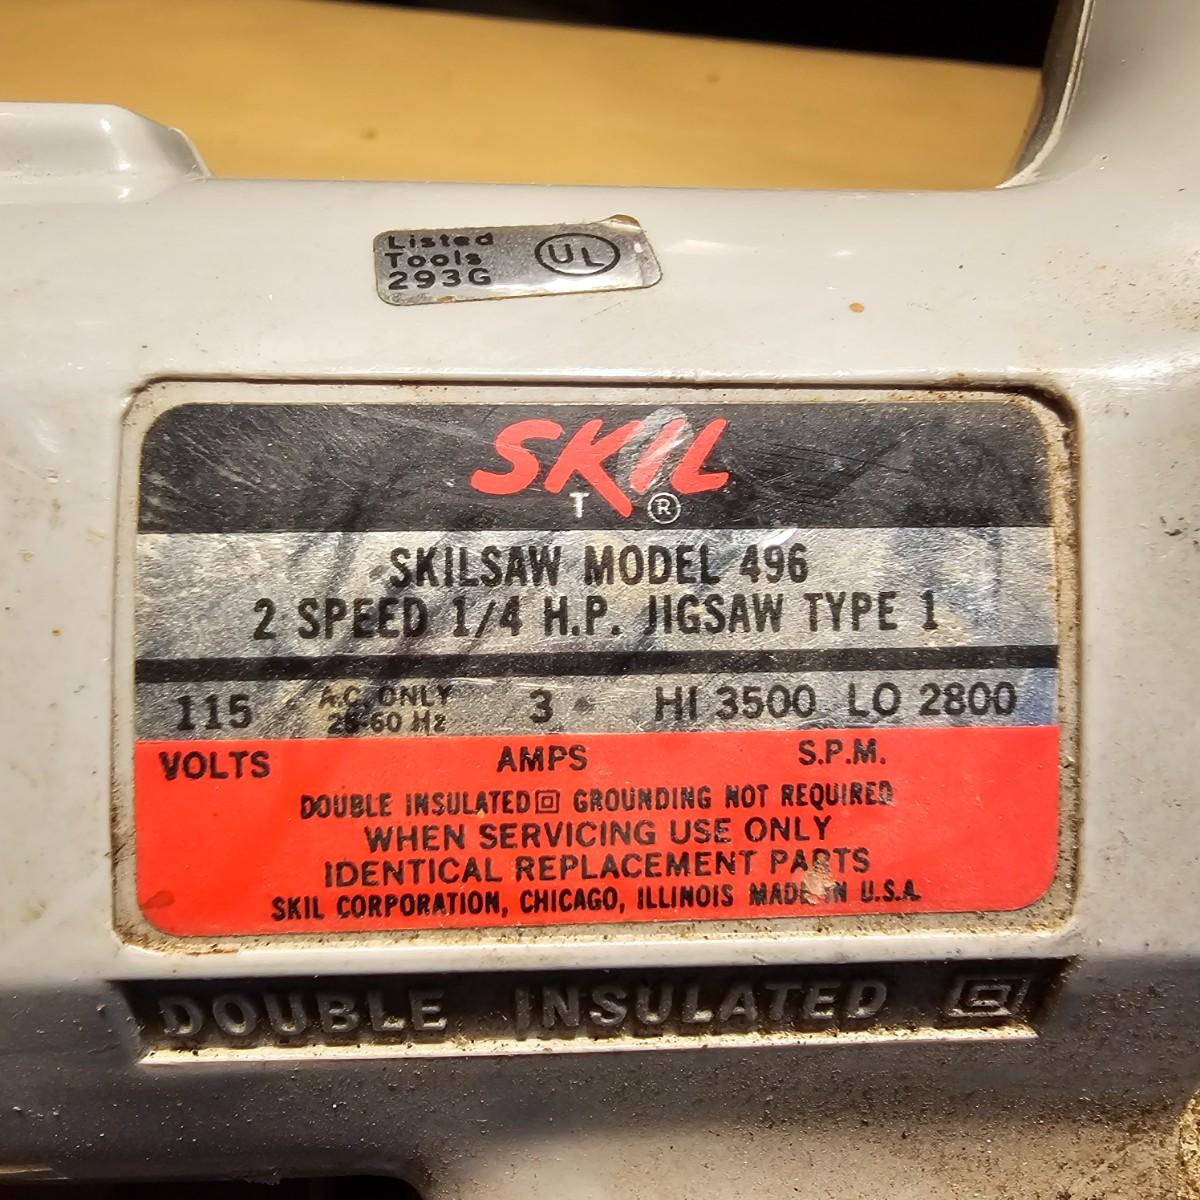 Listed
Tools
293G
UL
SKIL
T ®
SKILSAW MODEL 496
2 SPEED 1/4 H.P. JIGSAW TYPE 1
115 A.C. ONLY 3 HI 3500 LO 2800
25-60 Hz
VOLTS AMPS S.P.M.
DOUBLE INSULATED GROUNDING NOT REQUIRED
WHEN SERVICING USE ONLY
IDENTICAL REPLACEMENT PARTS
SKIL CORPORATION, CHICAGO, ILLINOIS MADE IN U.S.A.
DOUBLE INSULATED